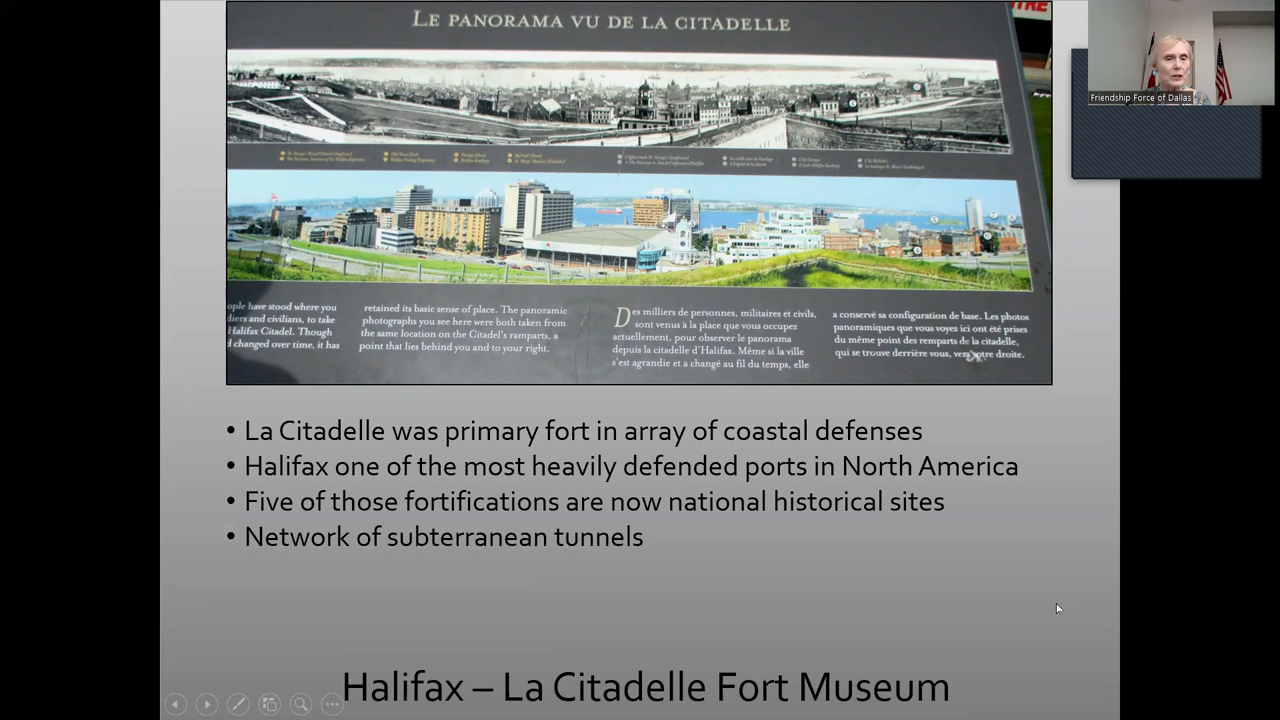 LE PANORAMA VU DE LA CITADELLE
ople have stood where you
diers and civilians, to take
Halifax Citadel. Though
d changed over time, it has
retained its basic sense of place. The panoramic
photographs you see here were both taken from
the same location on the Citadel's ramparts, a
point that lies behind you and to your right.
Des milliers de personnes, militaires et civils,
sont venus à la place que vous occupez
actuellement, pour observer le panorama
depuis la citadelle d'Halifax. Même si la ville
s'est agrandie et a changé au fil du temps, elle
a conservé sa configuration de base. Les photos
panoramiques que vous voyez ici ont été prises
du même point des remparts de la citadelle,
qui se trouve derrière vous, vers votre droite.
Friendship Force of Dallas
• La Citadelle was primary fort in array of coastal defenses
• Halifax one of the most heavily defended ports in North America
• Five of those fortifications are now national historical sites
• Network of subterranean tunnels
Halifax – La Citadelle Fort Museum